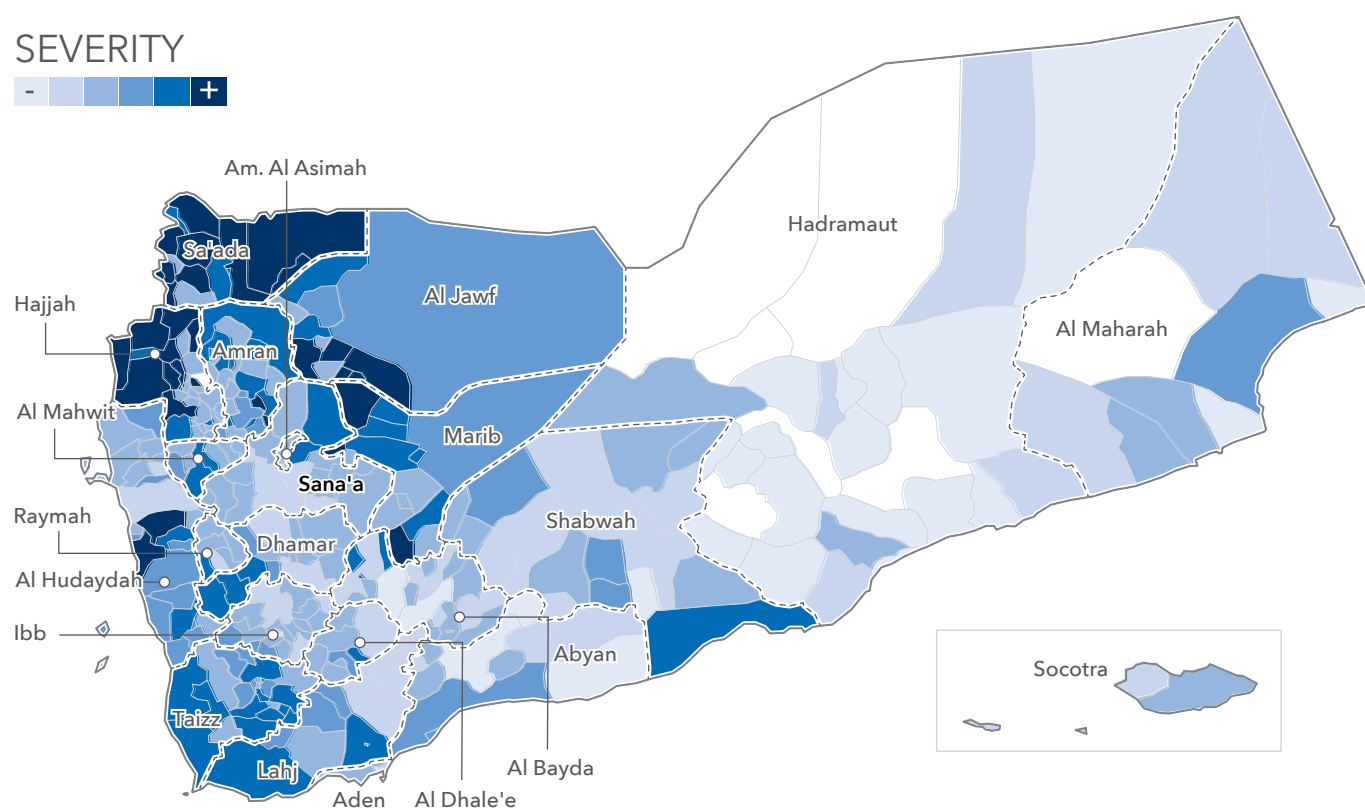 SEVERITY
- +
Am. Al Asimah
Hadramaut
Sa'ada
Al Jawf
Hajjah
Al Maharah
Amran
Al Mahwit
Marib
Sana'a
Raymah
Shabwah
Dhamar
Al Hudaydah
Ibb
Abyan
Socotra
Taizz
Al Bayda
Lahj
Aden
Al Dhale'e